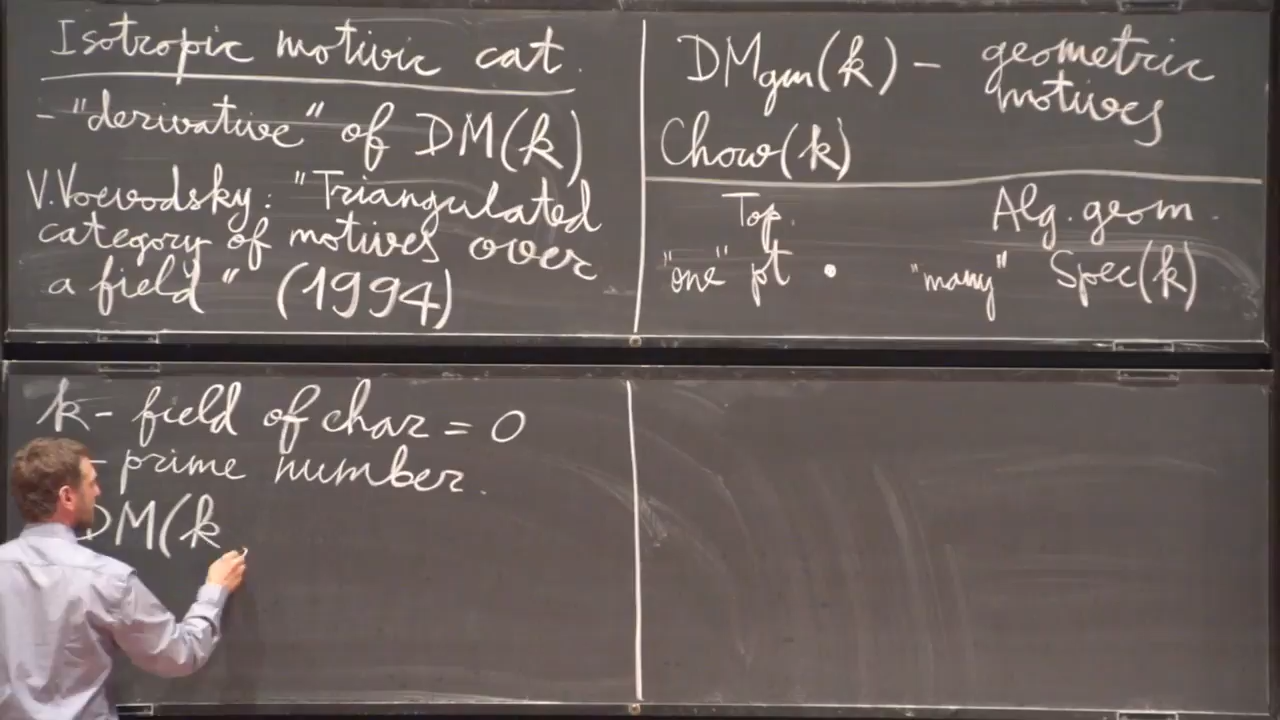 Isotropic motivic cat.
- "derivative" of DM(k)
V. Voevodsky: "Triangulated
category of motives over
a field" (1994)
DMgm(k) - geometric
motives
Chow(k)
Top. Alg. geom.
"one" pt • "many" Spec(k)
k - field of char = 0
- prime number.
DM(k